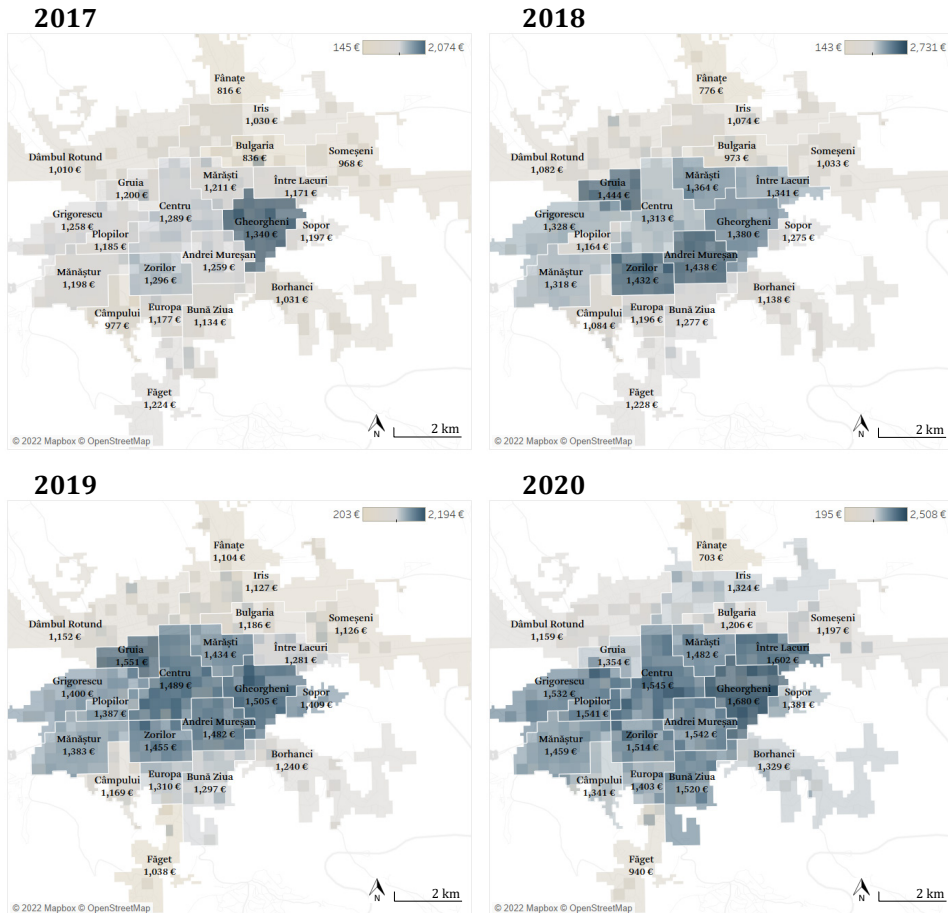 2017
145 € 2,074 €
Fânațe
816 €
Iris
1,030 €
Bulgaria
836 €
Someșeni
968 €
Dâmbul Rotund
1,010 €
Mărăști
1,211 €
Între Lacuri
1,171 €
Gruia
1,200 €
Centru
1,289 €
Grigorescu
1,258 €
Gheorgheni
1,340 €
Sopor
1,197 €
Plopilor
1,185 €
Andrei Mureșan
1,259 €
Mănăștur
1,198 €
Zorilor
1,296 €
Borhanci
1,031 €
Câmpului
977 €
Europa
1,177 €
Bună Ziua
1,134 €
Făget
1,224 €
N
2 km
© 2022 Mapbox © OpenStreetMap
2018
143 € 2,731 €
Fânațe
776 €
Iris
1,074 €
Bulgaria
973 €
Someșeni
1,033 €
Dâmbul Rotund
1,082 €
Mărăști
1,364 €
Între Lacuri
1,341 €
Gruia
1,444 €
Centru
1,313 €
Grigorescu
1,328 €
Gheorgheni
1,380 €
Sopor
1,275 €
Plopilor
1,164 €
Andrei Mureșan
1,438 €
Mănăștur
1,318 €
Zorilor
1,432 €
Borhanci
1,138 €
Câmpului
1,084 €
Europa
1,196 €
Bună Ziua
1,277 €
Făget
1,228 €
N
2 km
© 2022 Mapbox © OpenStreetMap
2019
203 € 2,194 €
Fânațe
1,104 €
Iris
1,127 €
Bulgaria
1,186 €
Someșeni
1,126 €
Dâmbul Rotund
1,152 €
Mărăști
1,434 €
Între Lacuri
1,281 €
Gruia
1,551 €
Centru
1,489 €
Grigorescu
1,400 €
Gheorgheni
1,505 €
Sopor
1,409 €
Plopilor
1,387 €
Andrei Mureșan
1,482 €
Mănăștur
1,383 €
Zorilor
1,455 €
Borhanci
1,240 €
Câmpului
1,169 €
Europa
1,310 €
Bună Ziua
1,297 €
Făget
1,038 €
N
2 km
© 2022 Mapbox © OpenStreetMap
2020
195 € 2,508 €
Fânațe
703 €
Iris
1,324 €
Bulgaria
1,206 €
Someșeni
1,197 €
Dâmbul Rotund
1,159 €
Mărăști
1,482 €
Între Lacuri
1,602 €
Gruia
1,354 €
Centru
1,545 €
Grigorescu
1,532 €
Gheorgheni
1,680 €
Sopor
1,381 €
Plopilor
1,541 €
Andrei Mureșan
1,542 €
Mănăștur
1,459 €
Zorilor
1,514 €
Borhanci
1,329 €
Câmpului
1,341 €
Europa
1,403 €
Bună Ziua
1,520 €
Făget
940 €
N
2 km
© 2022 Mapbox © OpenStreetMap